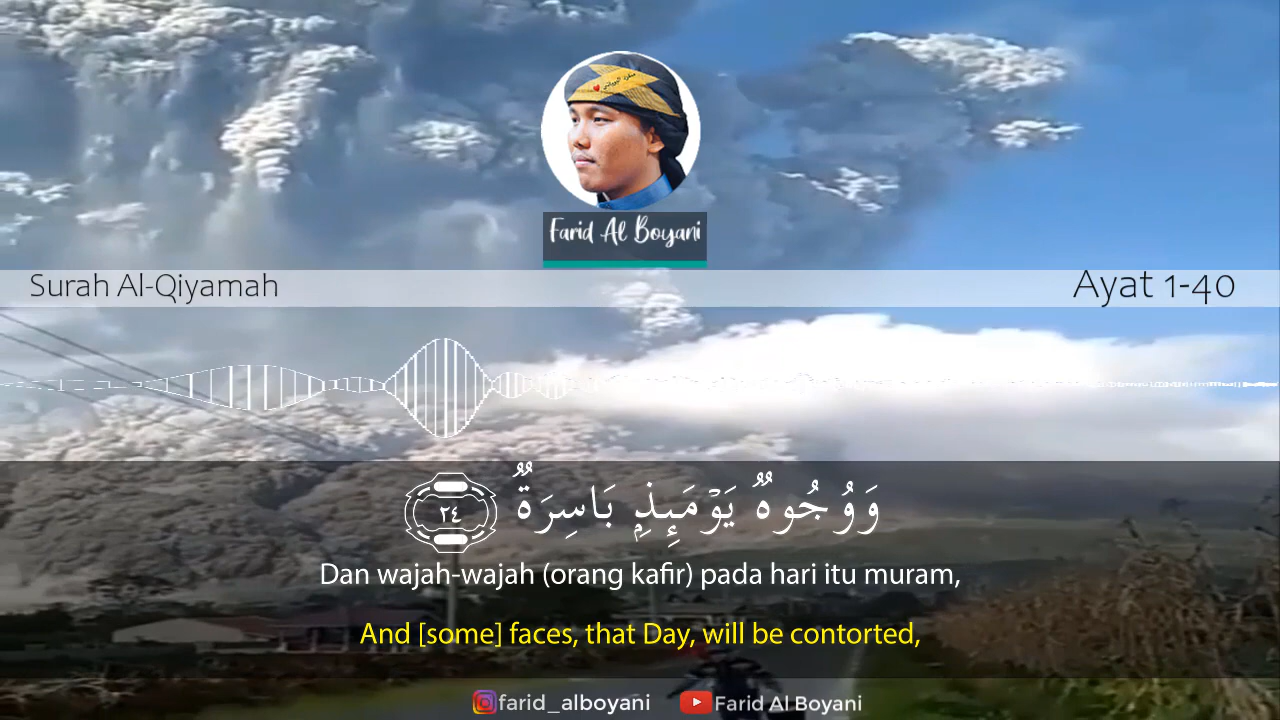 Farid Al Boyani
Surah Al-Qiyamah
Ayat 1-40
وَوُجُوهٌ يَوْمَئِذٍ بَاسِرَةٌ ٢٤
Dan wajah-wajah (orang kafir) pada hari itu muram,
And [some] faces, that Day, will be contorted,
farid_alboyani
Farid Al Boyani